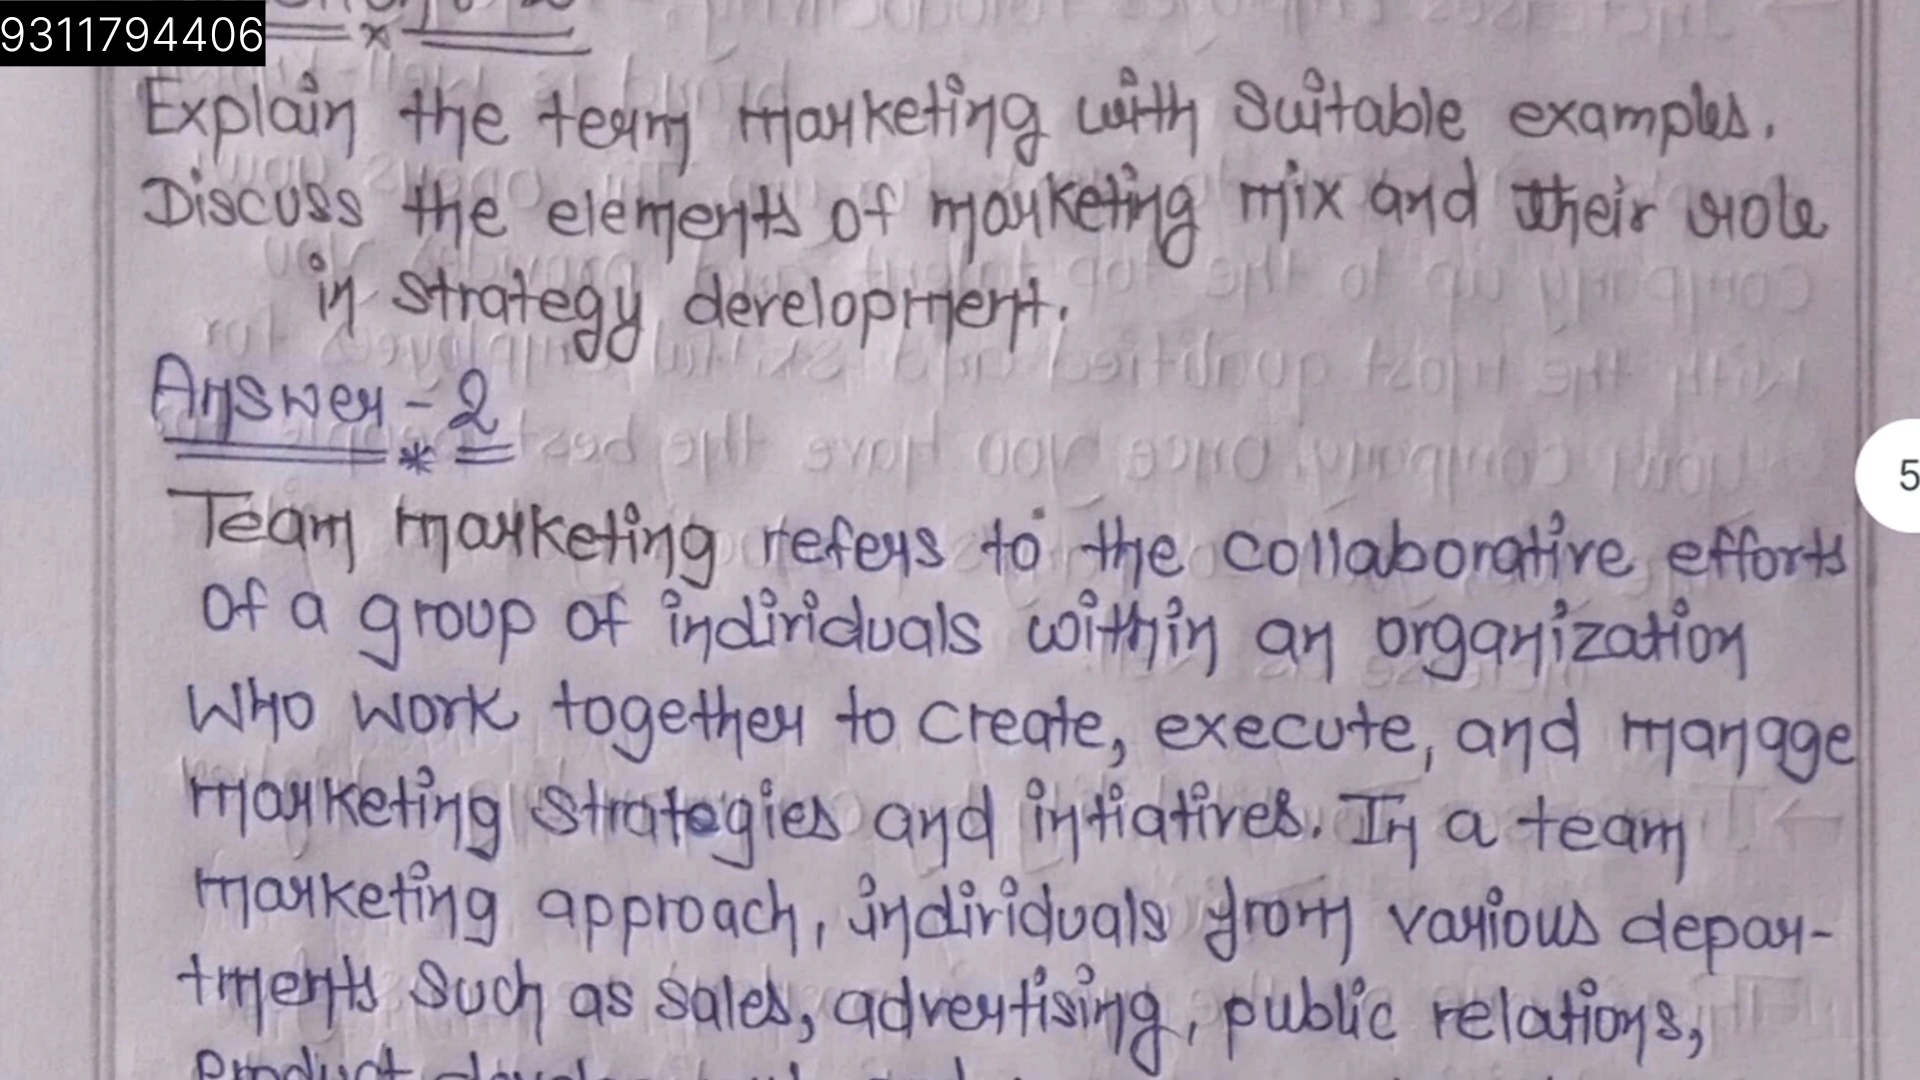 9311794406
Explain the term marketing with suitable examples.
Discuss the elements of marketing mix and their role
in strategy development.
Answer - 2
Team marketing refers to the collaborative efforts
Of a group of individuals within an organization
Who work together to create, execute, and manage
marketing strategies and intiatives. In a team
marketing approach, individuals from various depar-
tments such as sales, advertising, public relations,
5